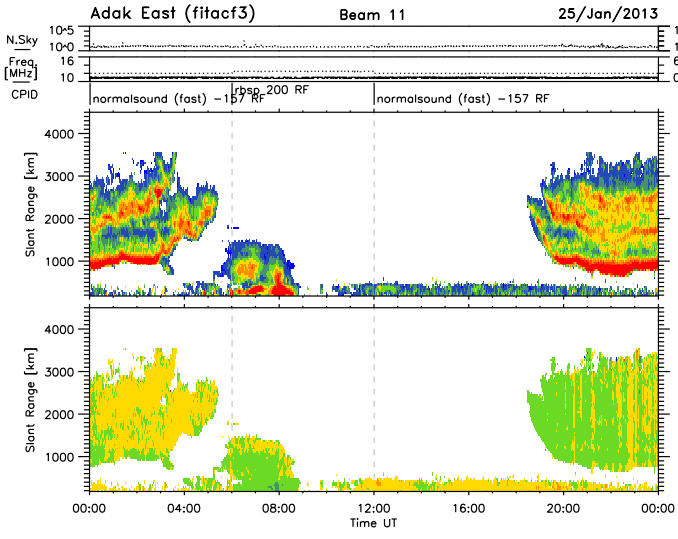 Adak East (fitacf3) Beam 11 25/Jan/2013
N.Sky 10^5 10^0 1 1
Freq. [MHz] 16 10 6 0
CPID
rbsp 200 RF
normalsound (fast) -157 RF normalsound (fast) -157 RF
Slant Range [km]
4000
3000
2000
1000
Slant Range [km]
4000
3000
2000
1000
00:00 04:00 08:00 12:00 16:00 20:00 00:00
Time UT